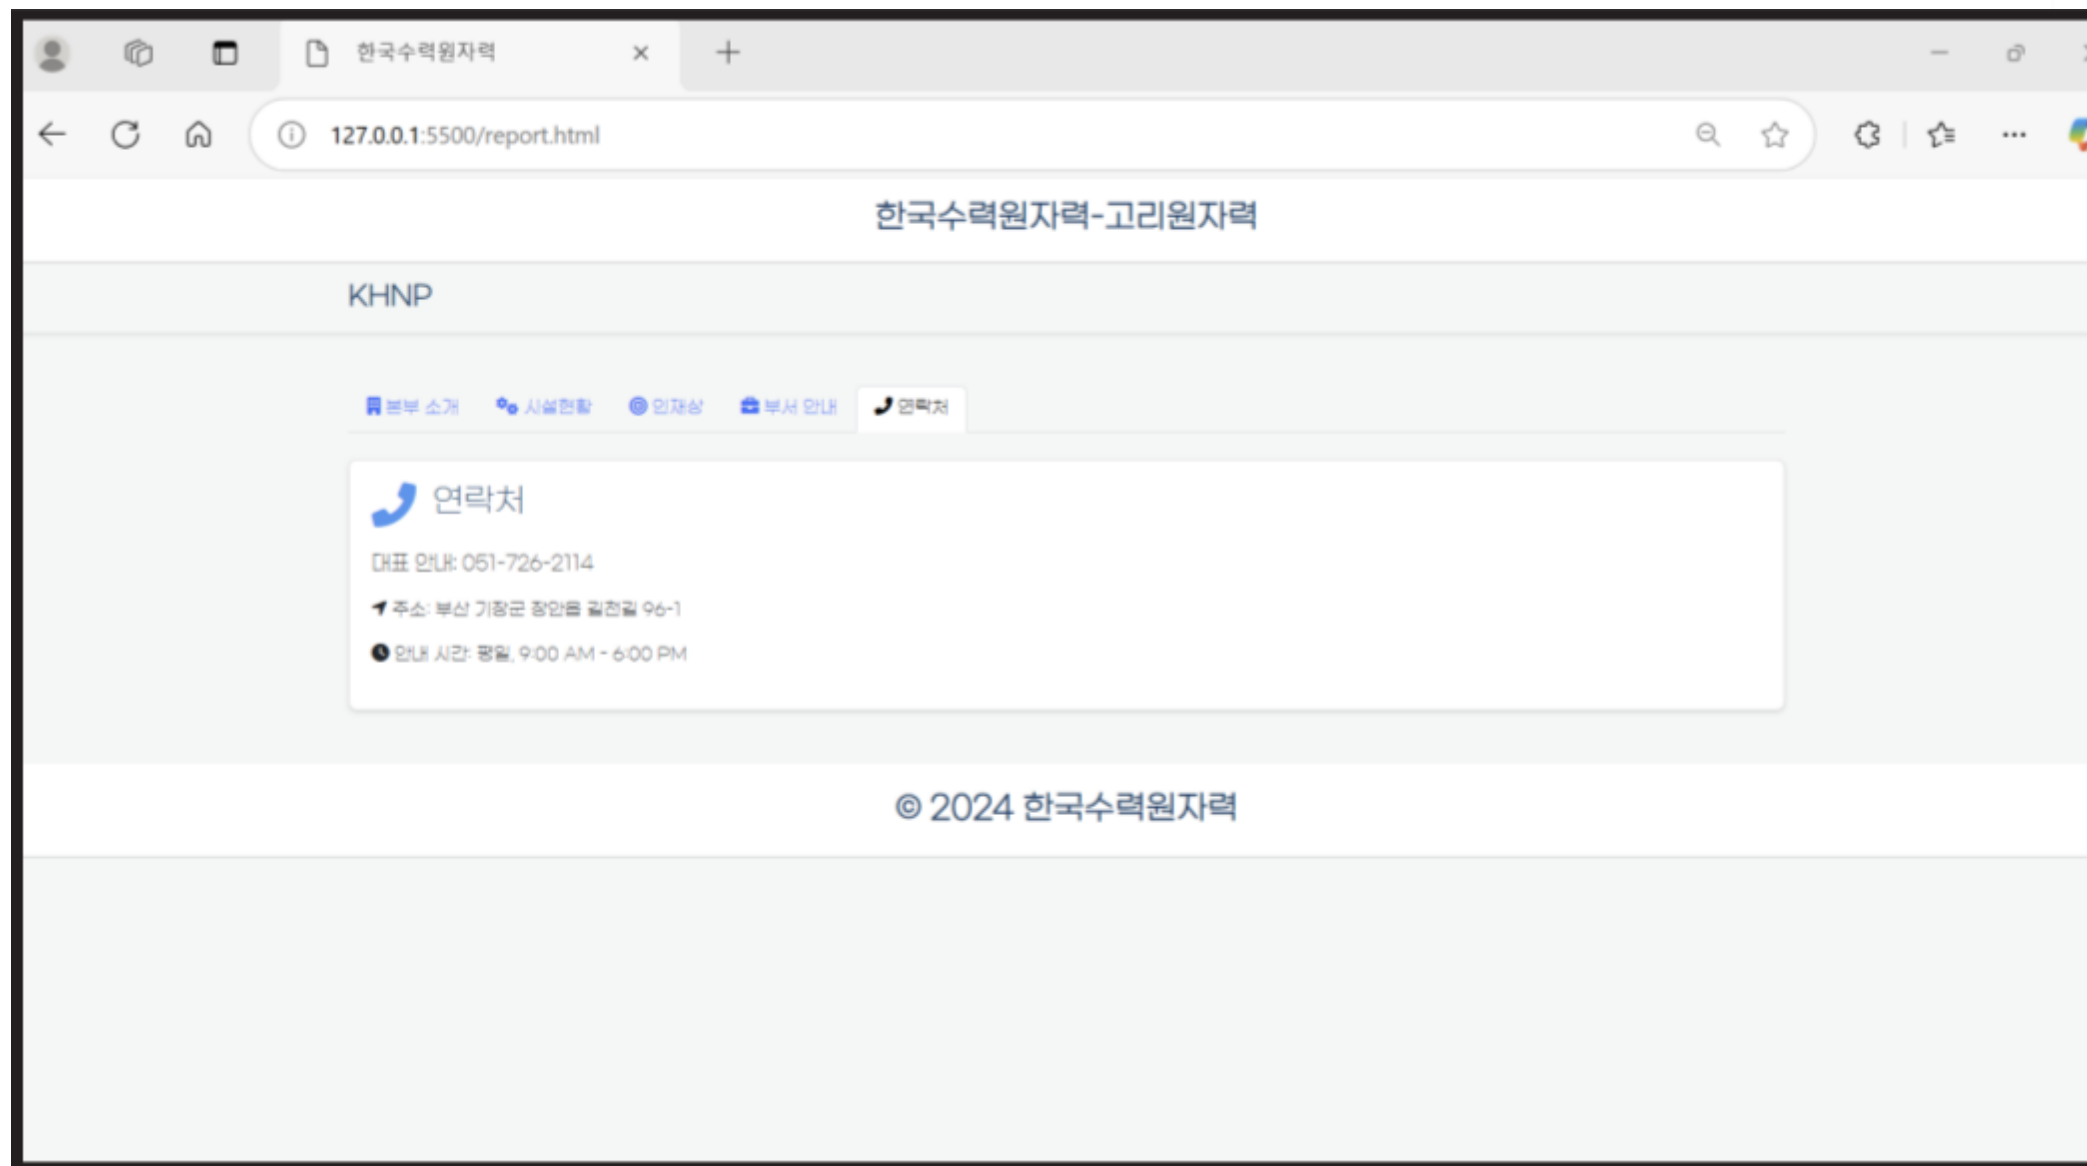 한국수력원자력
127.0.0.1:5500/report.html
한국수력원자력-고리원자력
KHNP
본부 소개 시설현황 인재상 부서 안내 연락처
연락처
대표 안내: 051-726-2114
주소: 부산 기장군 장안읍 길천길 96-1
안내 시간: 평일, 9:00 AM - 6:00 PM
© 2024 한국수력원자력